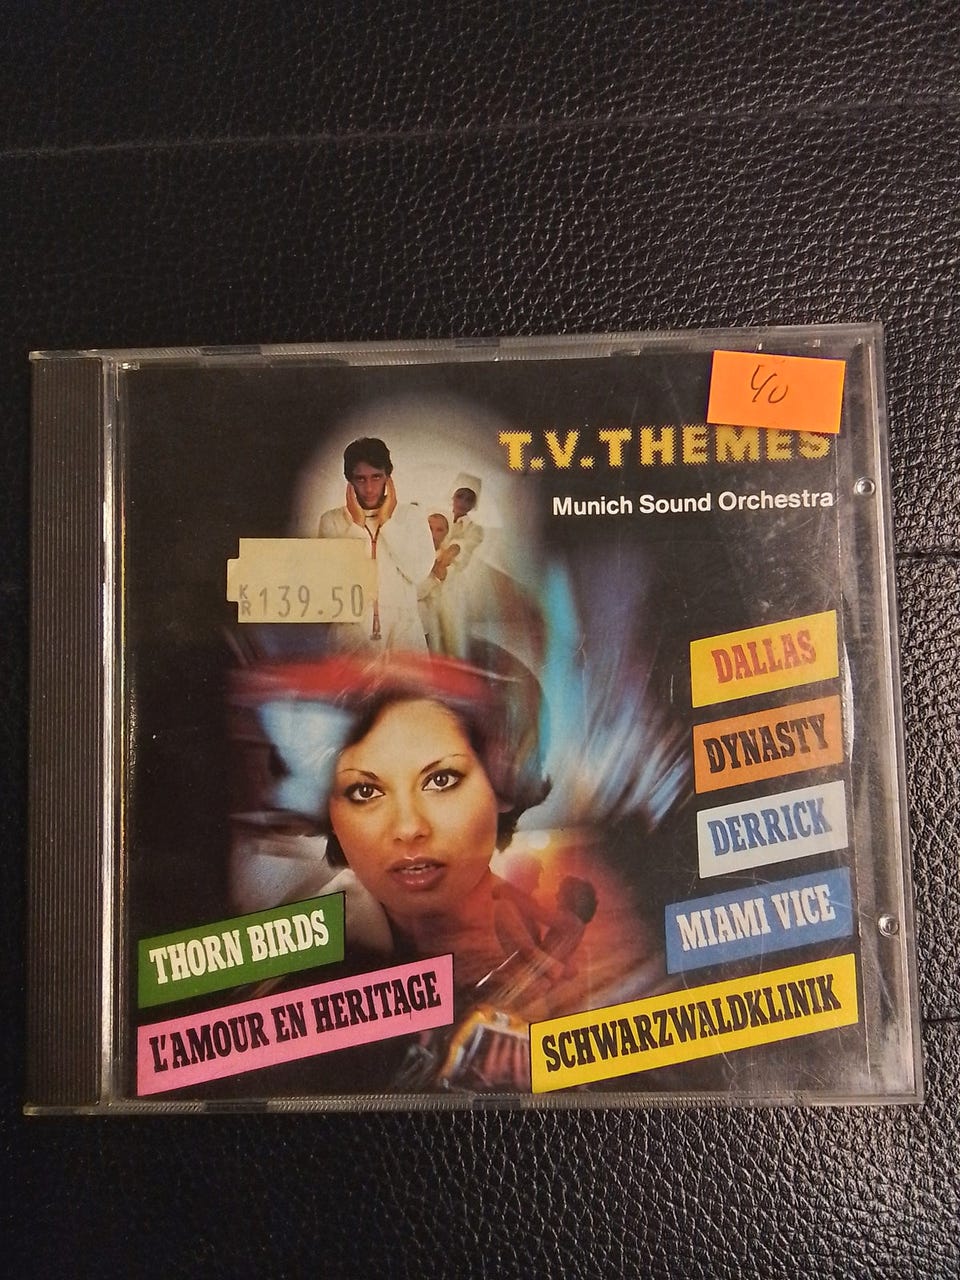 40
T.V. THEMES
Munich Sound Orchestra
KR 139.50
DALLAS
DYNASTY
DERRICK
MIAMI VICE
SCHWARZWALDKLINIK
THORN BIRDS
L'AMOUR EN HERITAGE